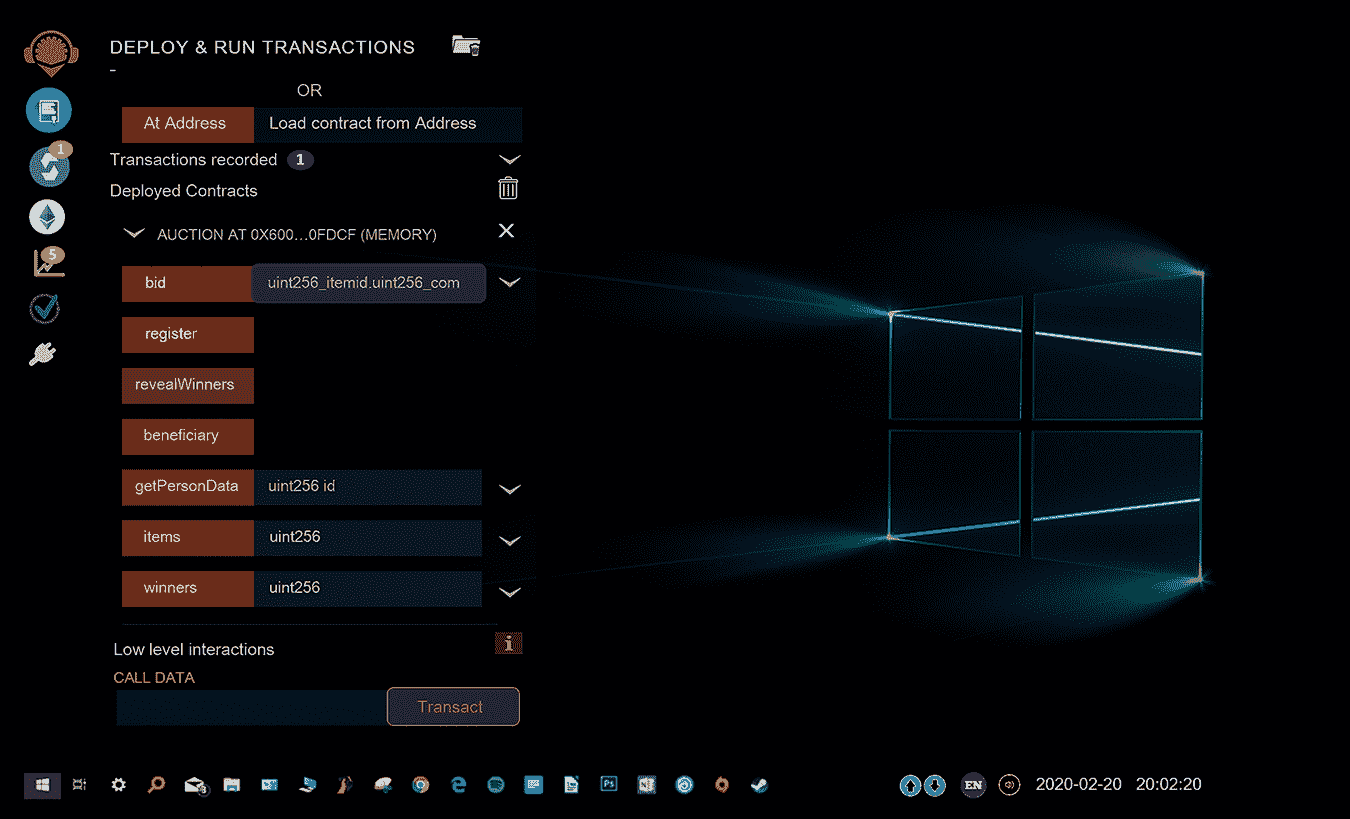 DEPLOY & RUN TRANSACTIONS
OR
At Address Load contract from Address
1
Transactions recorded 1
Deployed Contracts
AUCTION AT 0X600...0FDCF (MEMORY)
5
bid uint256_itemid.uint256_com
register
revealWinners
beneficiary
getPersonData uint256 id
items uint256
winners uint256
Low level interactions i
CALL DATA
Transact
3 Ps EN 2020-02-20 20:02:20